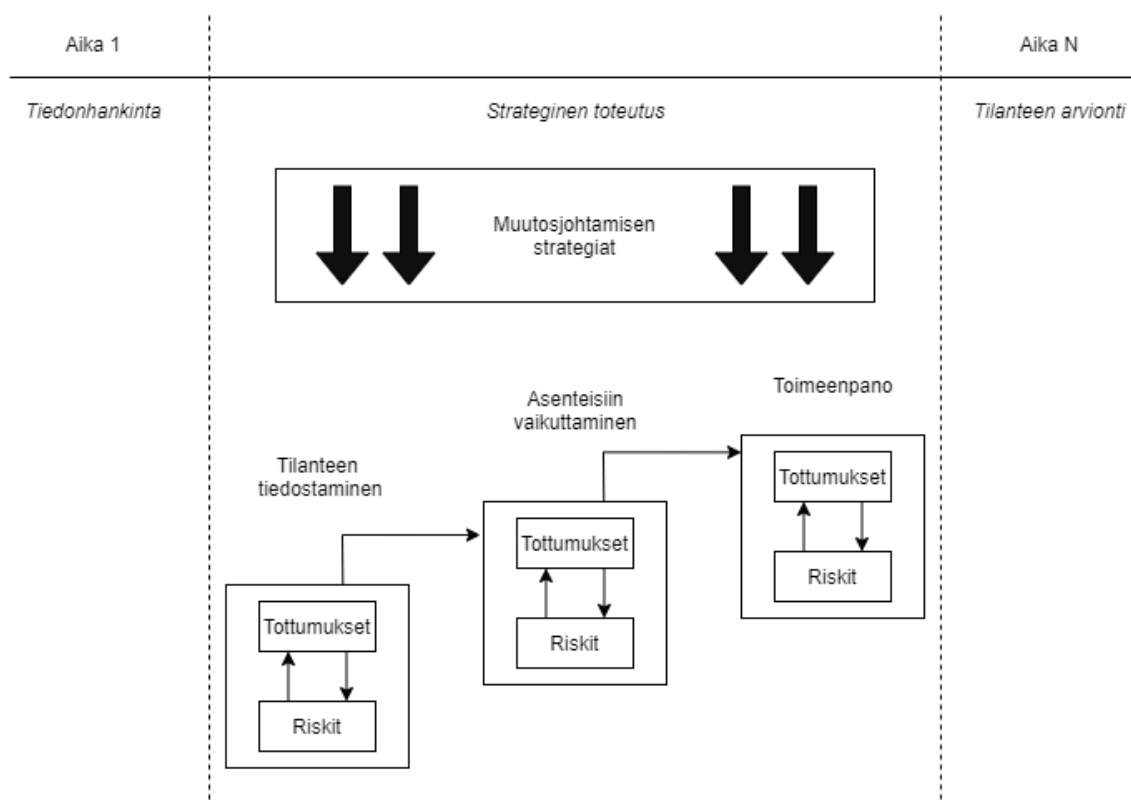 Aika 1
Aika N
Tiedonhankinta
Strateginen toteutus
Tilanteen arvionti
Muutosjohtamisen
strategiat
Tilanteen
tiedostaminen
Tottumukset
Riskit
Asenteisiin
vaikuttaminen
Tottumukset
Riskit
Toimeenpano
Tottumukset
Riskit